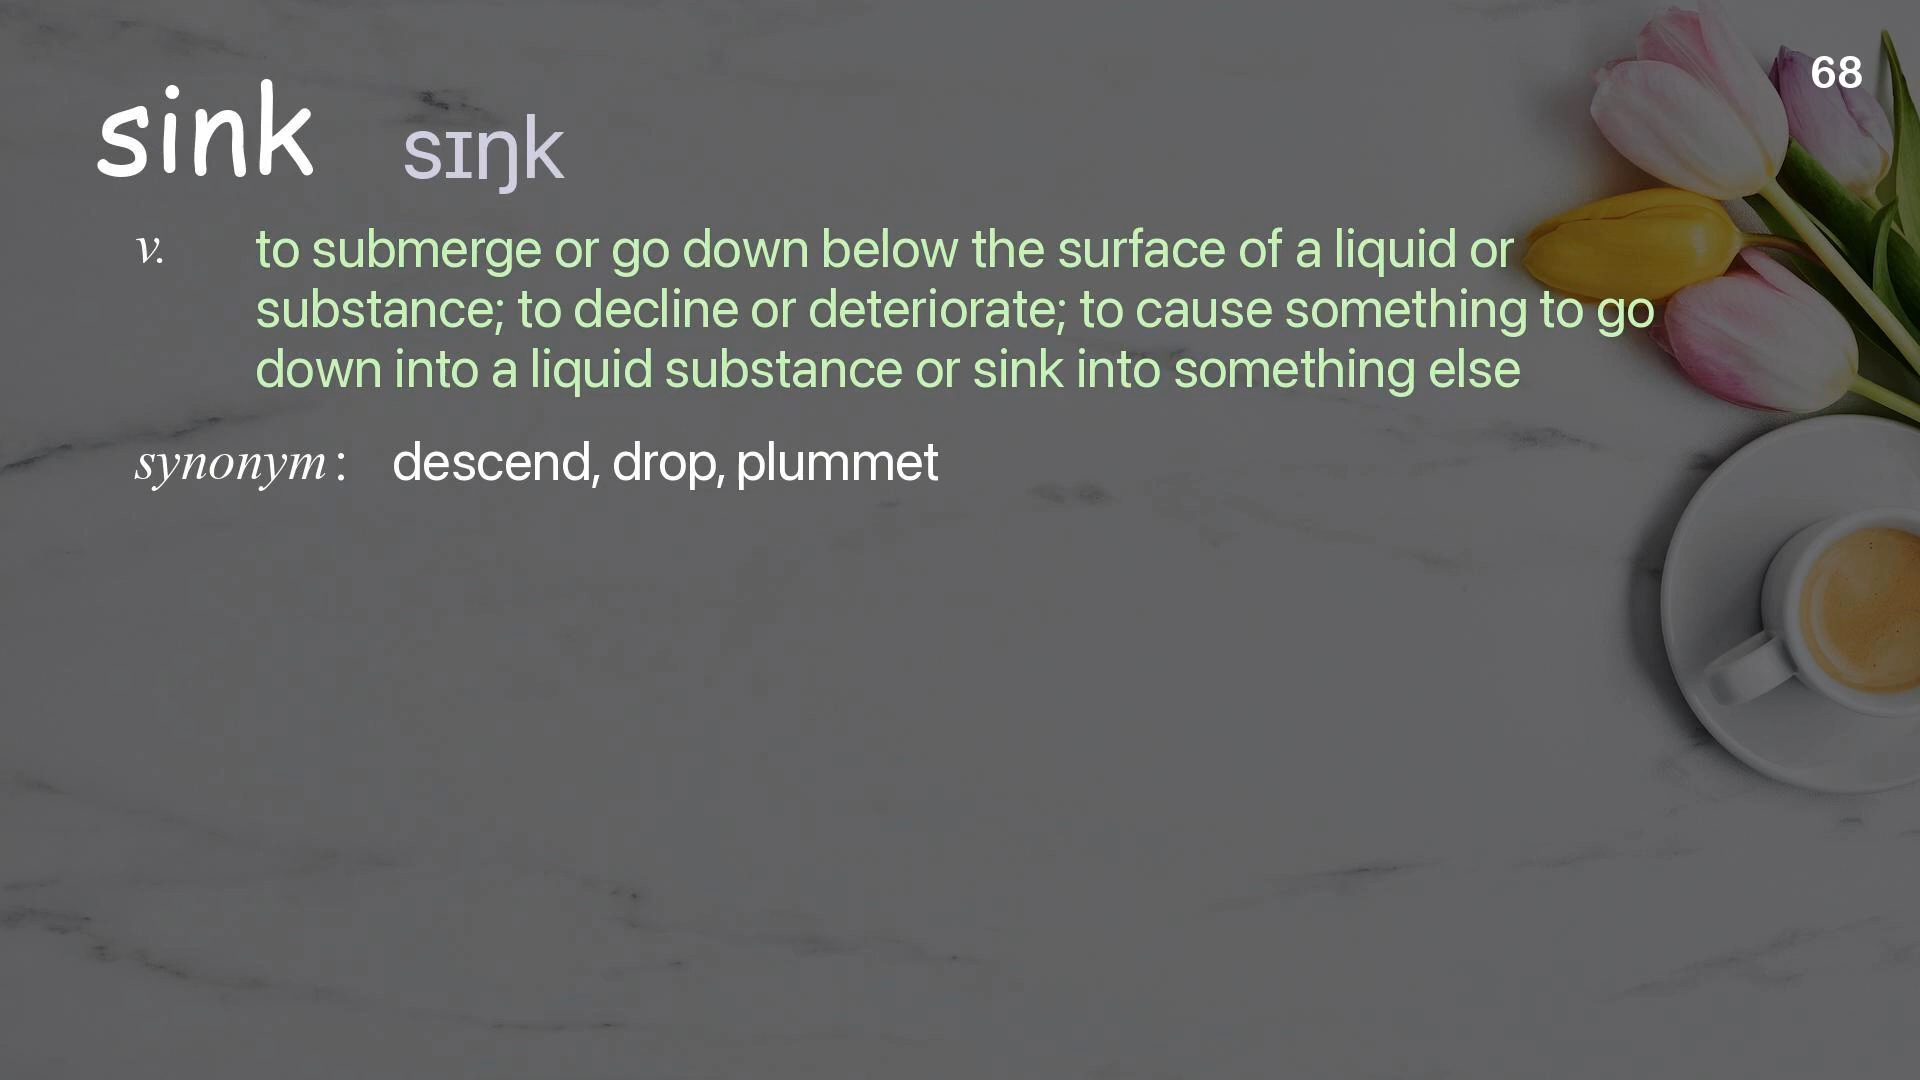 68
sink sɪŋk
v. to submerge or go down below the surface of a liquid or
substance; to decline or deteriorate; to cause something to go
down into a liquid substance or sink into something else
synonym: descend, drop, plummet